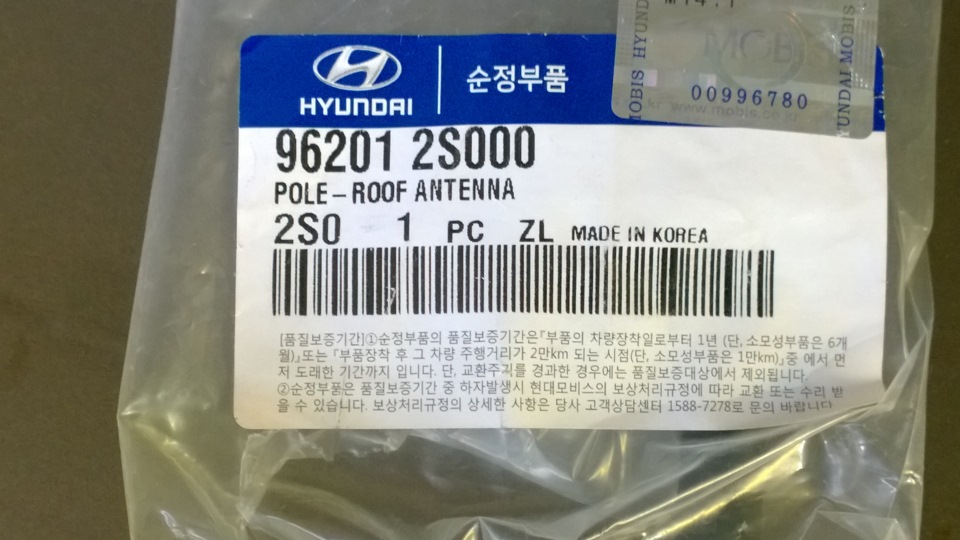 HYUNDAI 순정부품
MOBIS
00996780
www.mobis.co.kr
MOBIS HYUND
HYUNDAI MOBIS
96201 2S000
POLE-ROOF ANTENNA
2S0 1 PC ZL MADE IN KOREA
[품질보증기간]①순정부품의 품질보증기간은『부품의 차량장착일로부터 1년 (단, 소모성부품은 6개
월)』또는 『부품장착 후 그 차량 주행거리가 2만km 되는 시점(단, 소모성부품은 1만km)』중 에서 먼
저 도래한 기간까지 입니다. 단, 교환주기를 경과한 경우에는 품질보증대상에서 제외됩니다.
②순정부품은 품질보증기간 중 하자발생시 현대모비스의 보상처리규정에 따라 교환 또는 수리 받
을 수 있습니다. 보상처리규정의 상세한 사항은 당사 고객상담센터 1588-7278로 문의 바랍니다